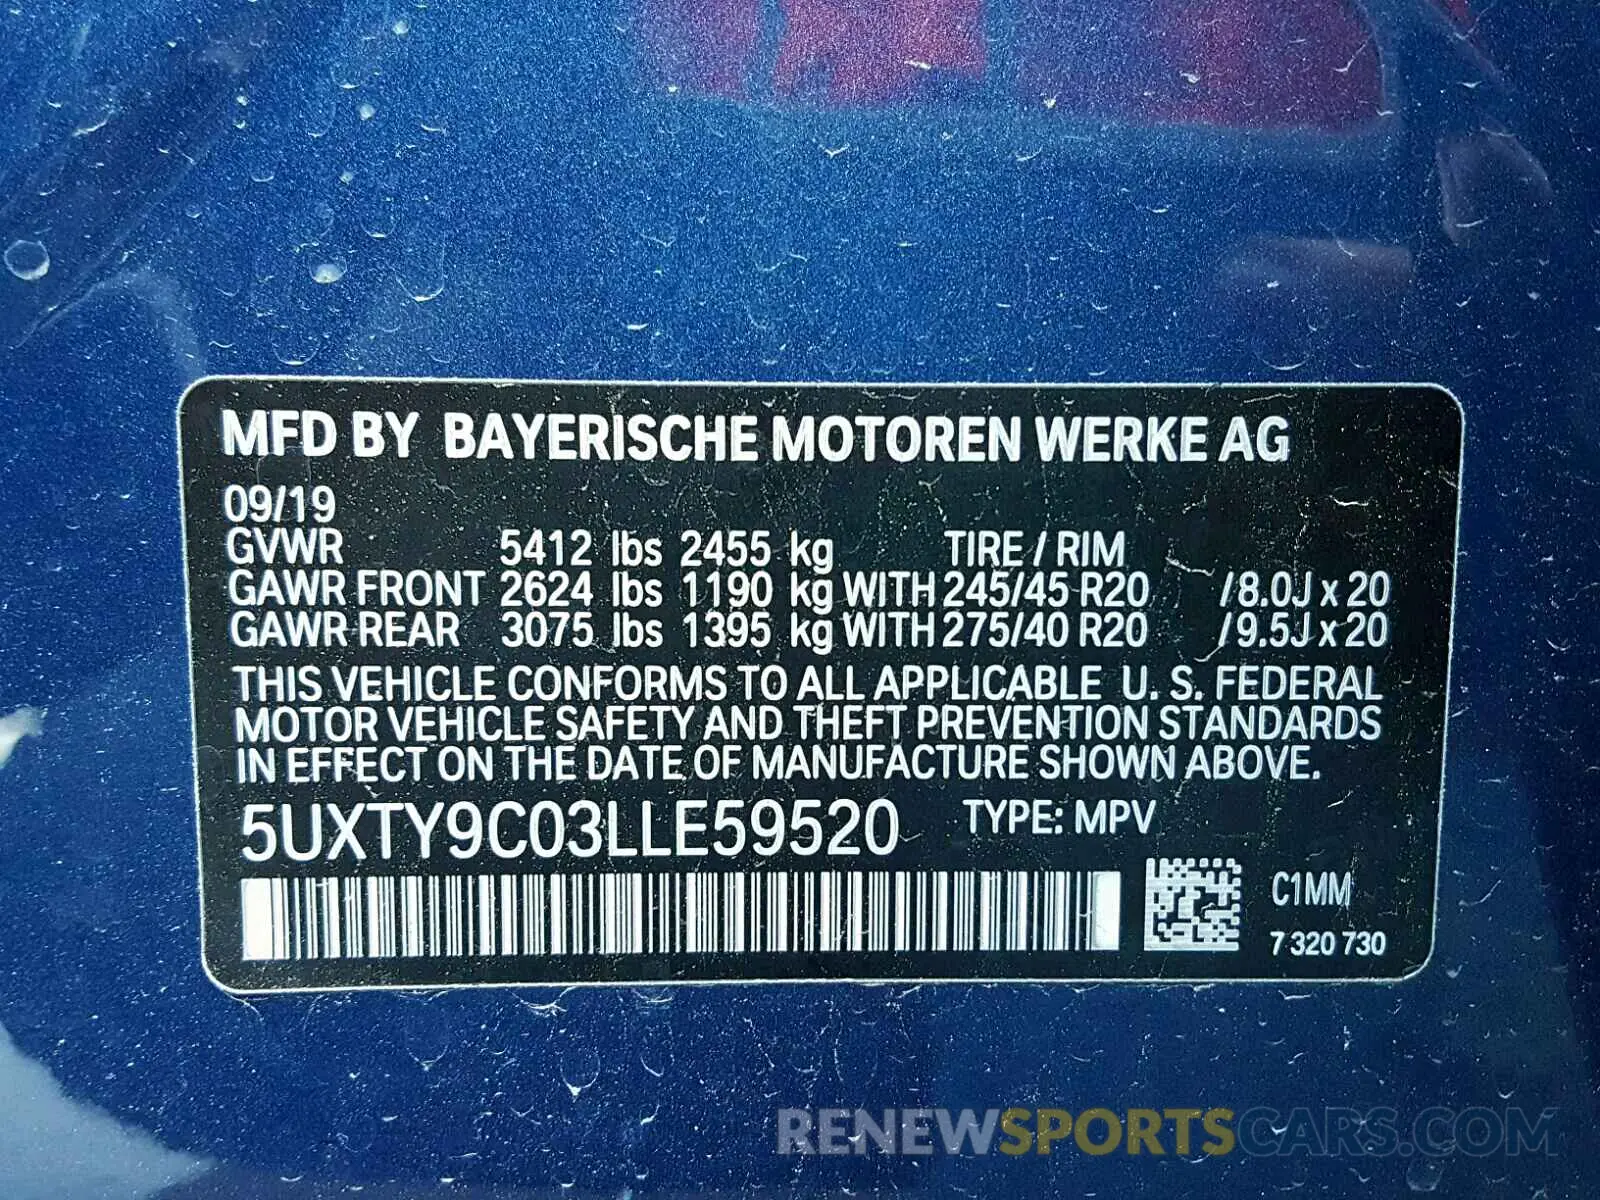 MFD BY BAYERISCHE MOTOREN WERKE AG
09/19
GVWR 5412 lbs 2455 kg TIRE / RIM
GAWR FRONT 2624 lbs 1190 kg WITH 245/45 R20 /8.0J x 20
GAWR REAR 3075 lbs 1395 kg WITH 275/40 R20 /9.5J x 20
THIS VEHICLE CONFORMS TO ALL APPLICABLE U. S. FEDERAL
MOTOR VEHICLE SAFETY AND THEFT PREVENTION STANDARDS
IN EFFECT ON THE DATE OF MANUFACTURE SHOWN ABOVE.
5UXTY9C03LLE59520 TYPE: MPV
C1MM
7 320 730
RENEWSPORTSCARS.COM